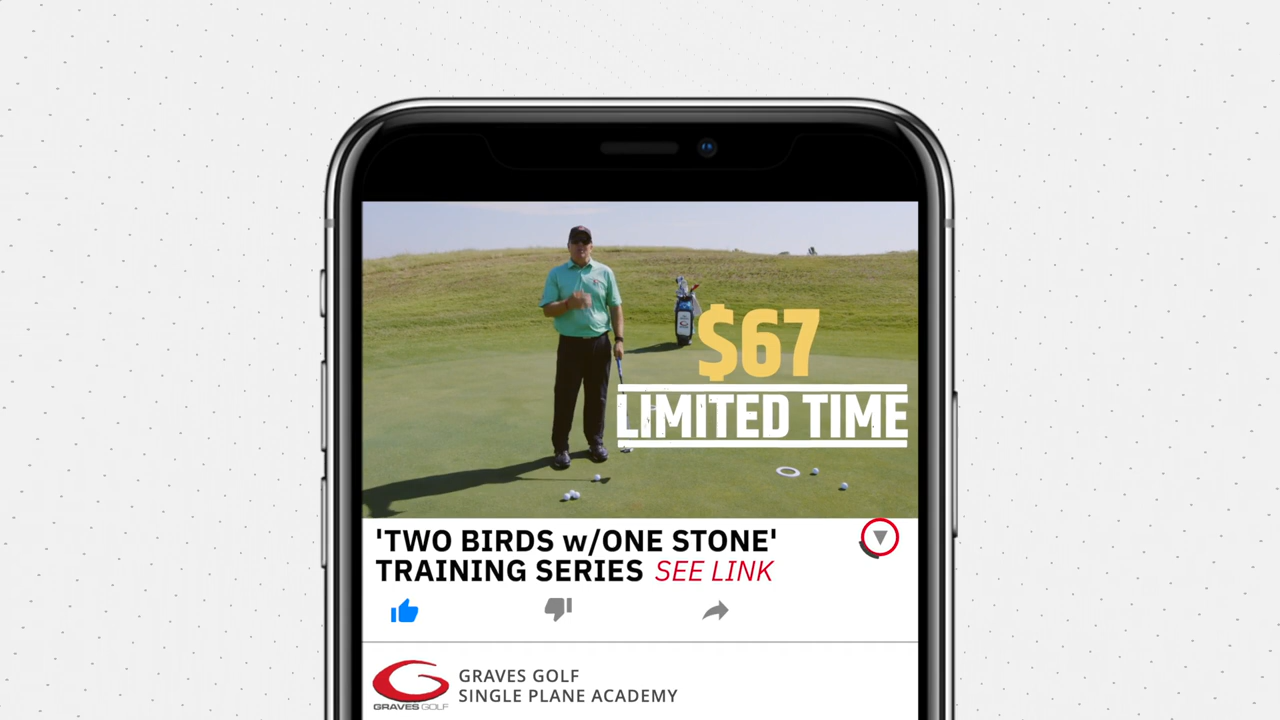 $67
LIMITED TIME
'TWO BIRDS w/ONE STONE'
TRAINING SERIES SEE LINK
GRAVES GOLF
SINGLE PLANE ACADEMY
GRAVES GOLF